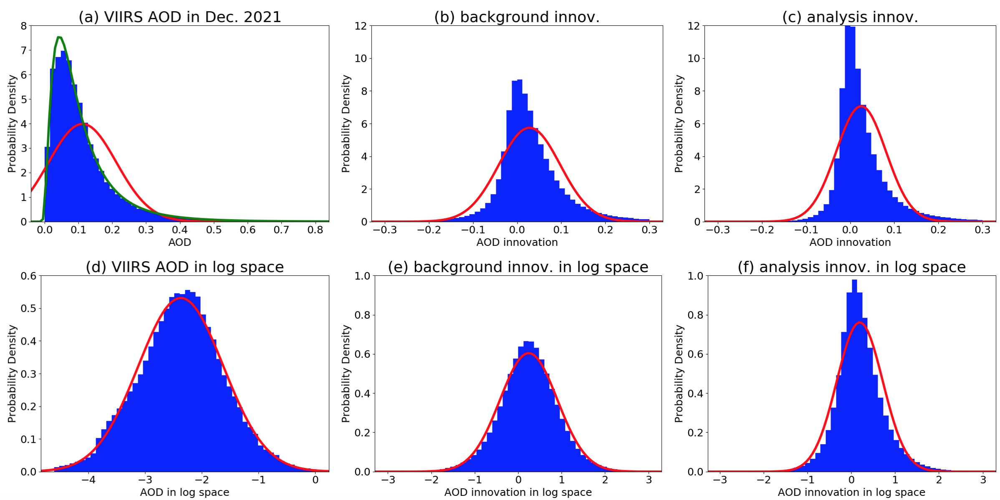 (a) VIIRS AOD in Dec. 2021
8
7
6
5
4
3
2
1
0
Probability Density
0.0 0.1 0.2 0.3 0.4 0.5 0.6 0.7 0.8
AOD
(b) background innov.
12
10
8
6
4
2
0
Probability Density
−0.3 −0.2 −0.1 0.0 0.1 0.2 0.3
AOD innovation
(c) analysis innov.
12
10
8
6
4
2
0
Probability Density
−0.3 −0.2 −0.1 0.0 0.1 0.2 0.3
AOD innovation
(d) VIIRS AOD in log space
0.6
0.5
0.4
0.3
0.2
0.1
0.0
Probability Density
−4 −3 −2 −1 0
AOD in log space
(e) background innov. in log space
1.0
0.8
0.6
0.4
0.2
0.0
Probability Density
−3 −2 −1 0 1 2 3
AOD innovation in log space
(f) analysis innov. in log space
1.0
0.8
0.6
0.4
0.2
0.0
Probability Density
−3 −2 −1 0 1 2 3
AOD innovation in log space